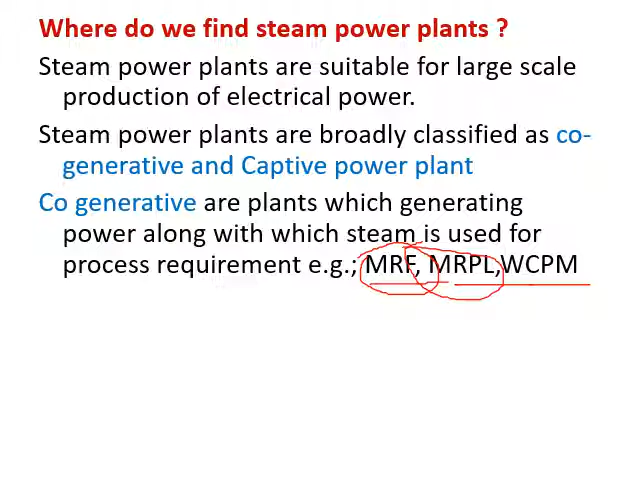 Where do we find steam power plants ?
Steam power plants are suitable for large scale
production of electrical power.
Steam power plants are broadly classified as co-
generative and Captive power plant
Co generative are plants which generating
power along with which steam is used for
process requirement e.g.; MRF, MRPL,WCPM